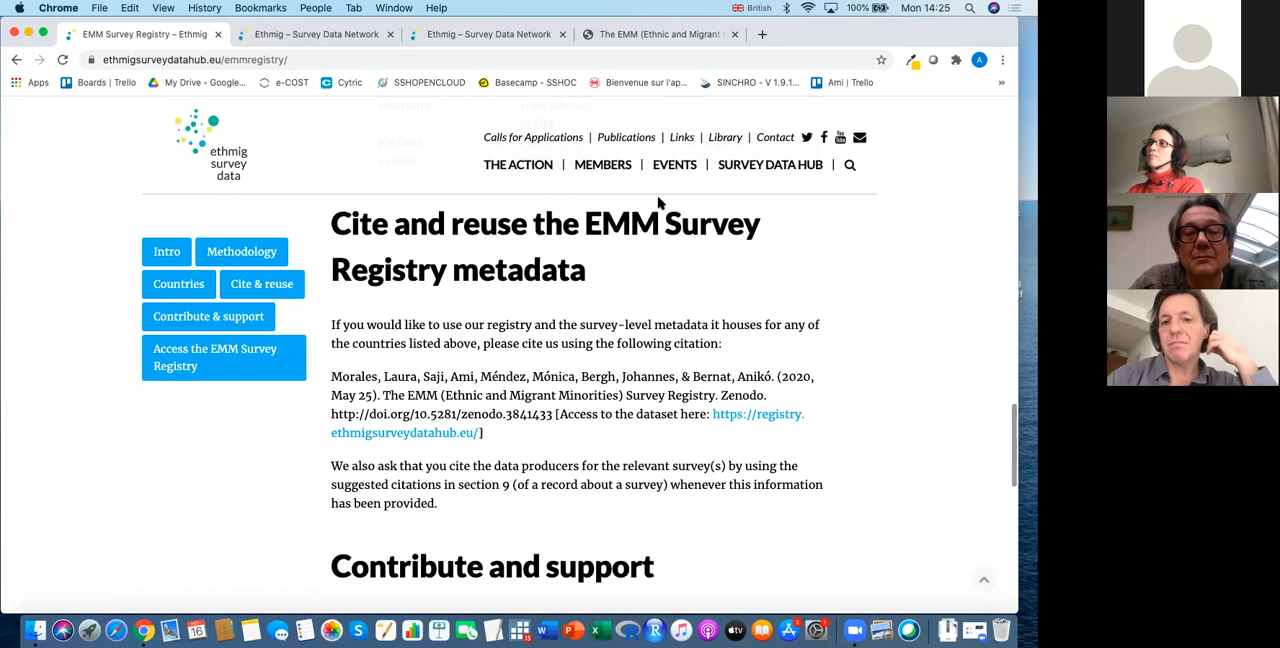 Chrome File Edit View History Bookmarks People Tab Window Help British 100% Mon 14:25
EMM Survey Registry – Ethmig Ethmig – Survey Data Network Ethmig – Survey Data Network The EMM (Ethnic and Migrant
ethmigsurveydatahub.eu/emmregistry/ A
Apps Boards | Trello My Drive - Google... e-COST Cytric SSHOPENCLOUD Basecamp - SSHOC Bienvenue sur l'ap... SINCHRO - V 1.9.1... Ami | Trello »
Calls for Applications | Publications | Links | Library | Contact
ethmig
survey
data
THE ACTION | MEMBERS | EVENTS | SURVEY DATA HUB |
Intro Methodology
Countries Cite & reuse
Contribute & support
Access the EMM Survey
Registry
Cite and reuse the EMM Survey
Registry metadata
If you would like to use our registry and the survey-level metadata it houses for any of
the countries listed above, please cite us using the following citation:
Morales, Laura, Saji, Ami, Méndez, Mónica, Bergh, Johannes, & Bernat, Anikó. (2020,
May 25). The EMM (Ethnic and Migrant Minorities) Survey Registry. Zenodo.
http://doi.org/10.5281/zenodo.3841433 [Access to the dataset here: https://registry.
ethmigsurveydatahub.eu/]
We also ask that you cite the data producers for the relevant survey(s) by using the
suggested citations in section 9 (of a record about a survey) whenever this information
has been provided.
Contribute and support